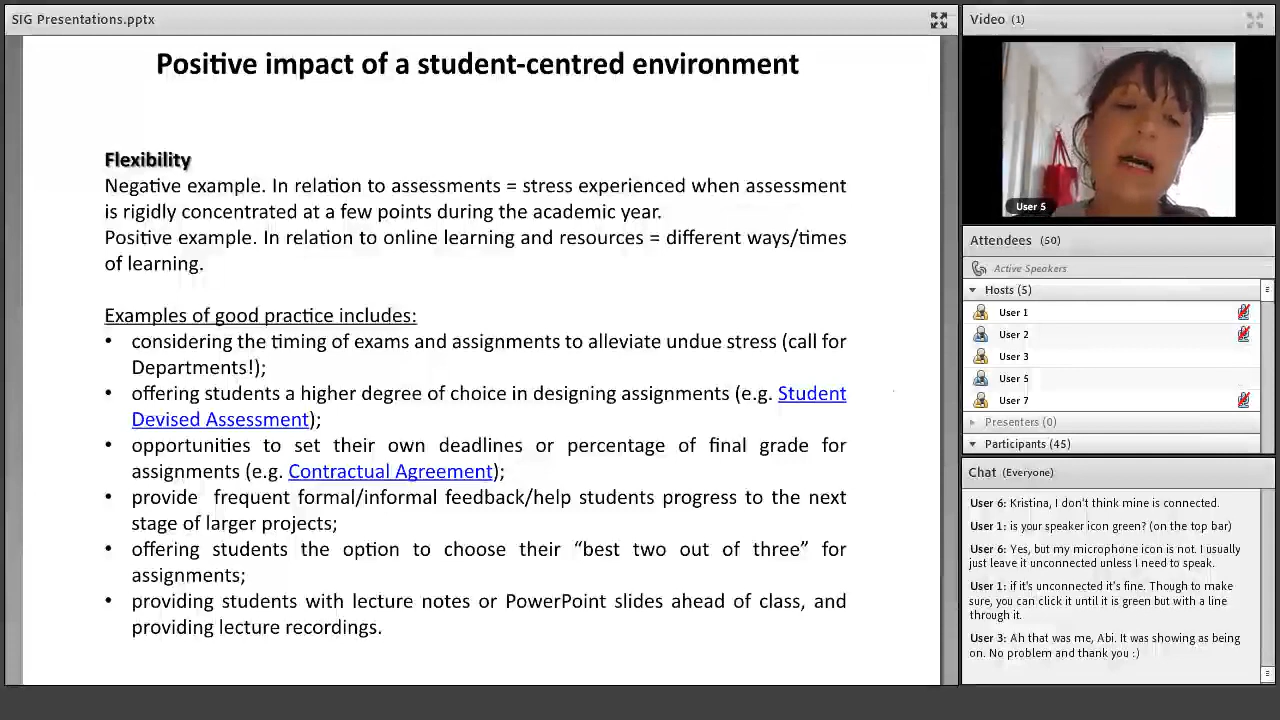 SIG Presentations.pptx
Positive impact of a student-centred environment
Flexibility
Negative example. In relation to assessments = stress experienced when assessment
is rigidly concentrated at a few points during the academic year.
Positive example. In relation to online learning and resources = different ways/times
of learning.
Examples of good practice includes:
• considering the timing of exams and assignments to alleviate undue stress (call for
Departments!);
• offering students a higher degree of choice in designing assignments (e.g. Student
Devised Assessment);
• opportunities to set their own deadlines or percentage of final grade for
assignments (e.g. Contractual Agreement);
• provide frequent formal/informal feedback/help students progress to the next
stage of larger projects;
• offering students the option to choose their “best two out of three” for
assignments;
• providing students with lecture notes or PowerPoint slides ahead of class, and
providing lecture recordings.
Video (1)
User 5
Attendees (50)
Active Speakers
Hosts (5)
User 1
User 2
User 3
User 5
User 7
Presenters (0)
Participants (45)
Chat (Everyone)
User 6: Kristina, I don't think mine is connected.
User 1: is your speaker icon green? (on the top bar)
User 6: Yes, but my microphone icon is not. I usually
just leave it unconnected unless I need to speak.
User 1: if it's unconnected it's fine. Though to make
sure, you can click it until it is green but with a line
through it.
User 3: Ah that was me, Abi. It was showing as being
on. No problem and thank you :)